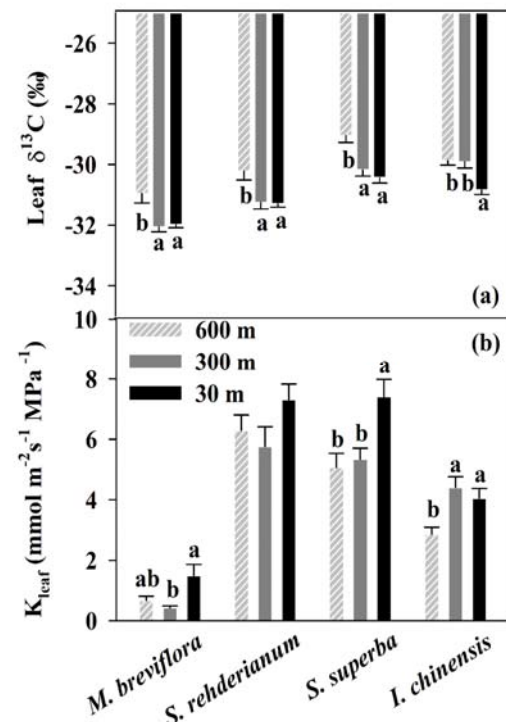 Leaf δ¹³C (‰)
-26
-28
-30
-32
-34
b a a
b a a
b a a
b b a
(a)
K_leaf (mmol m⁻² s⁻¹ MPa⁻¹)
10
8
6
4
2
0
600 m
300 m
30 m
(b)
ab b a
b b a
b a a
M. breviflora
S. rehderianum
S. superba
I. chinensis